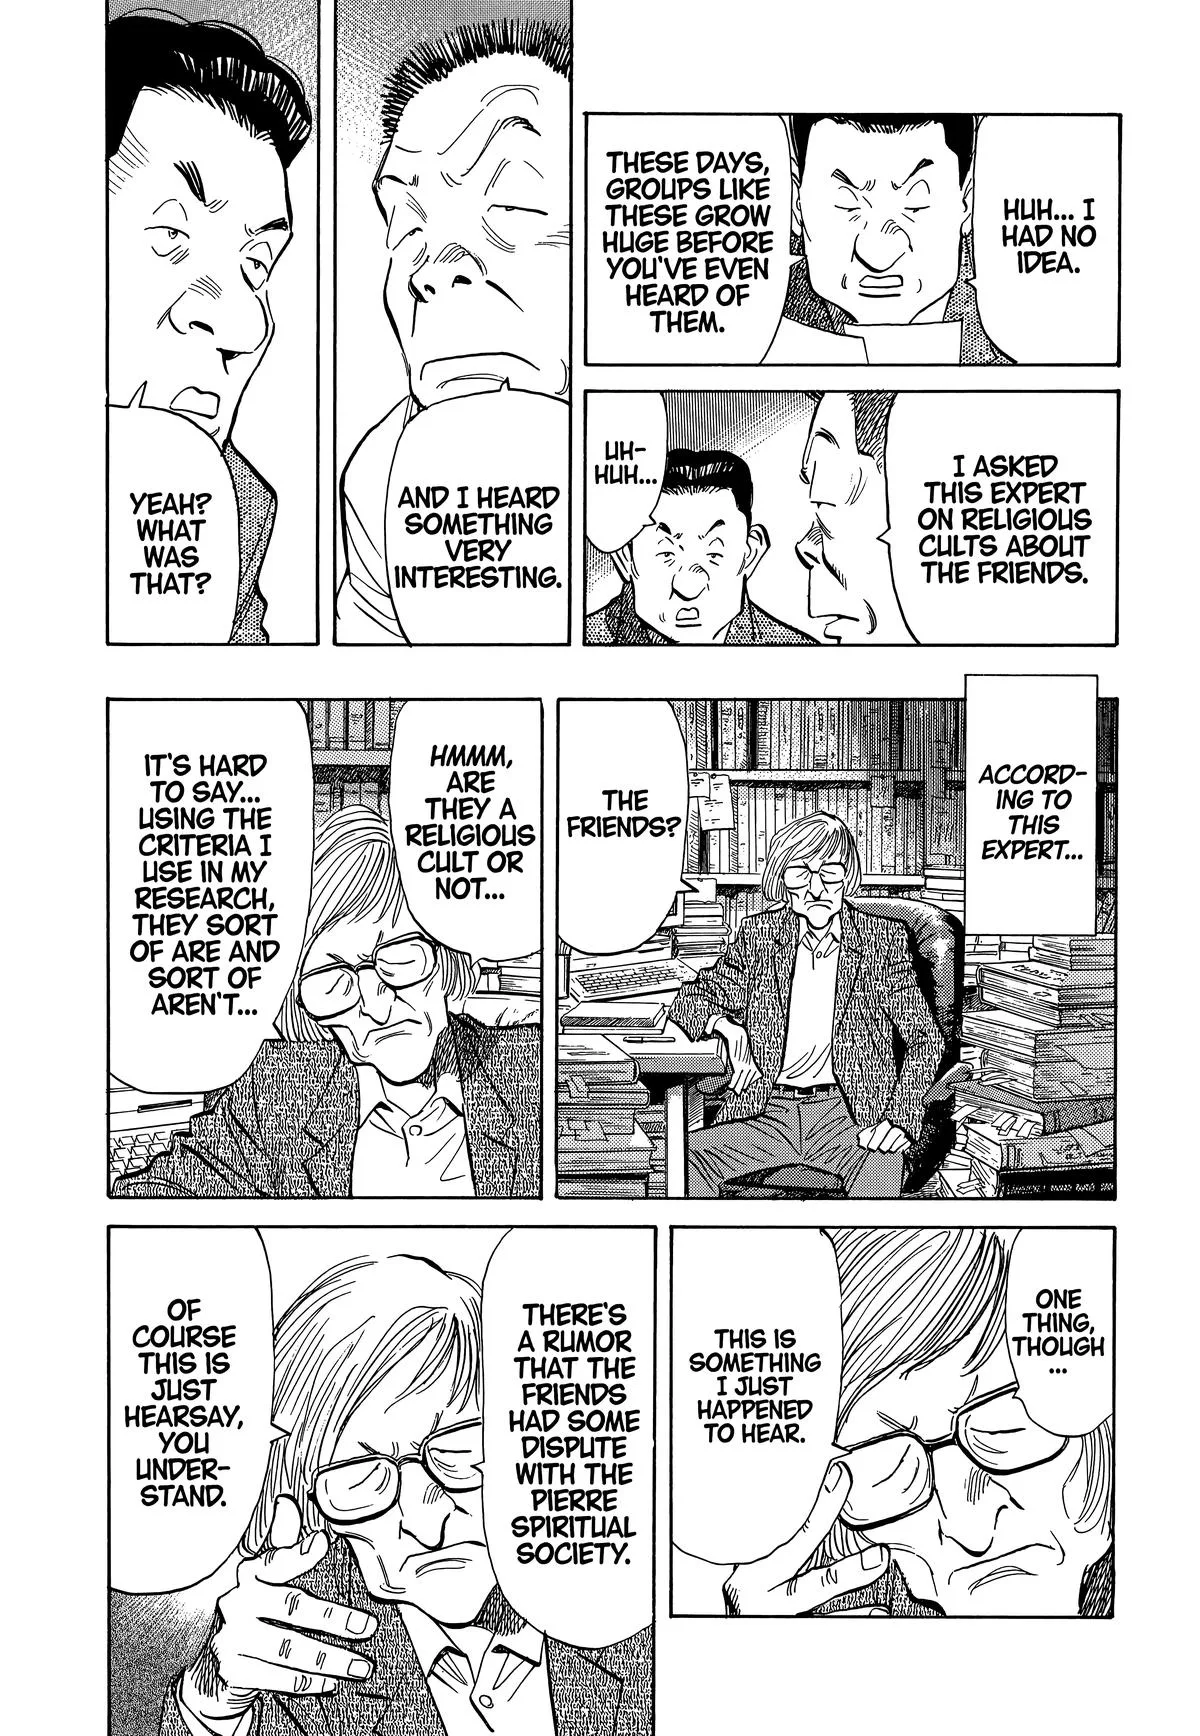 HUH... I
HAD NO
IDEA.
THESE DAYS,
GROUPS LIKE
THESE GROW
HUGE BEFORE
YOU'VE EVEN
HEARD OF
THEM.
I ASKED
THIS EXPERT
ON RELIGIOUS
CULTS ABOUT
THE FRIENDS.
UH-
HUH...
AND I HEARD
SOMETHING
VERY
INTERESTING.
YEAH?
WHAT
WAS
THAT?
ACCORD-
ING TO
THIS
EXPERT...
THE
FRIENDS?
HMMM,
ARE
THEY A
RELIGIOUS
CULT OR
NOT...
IT'S HARD
TO SAY...
USING THE
CRITERIA I
USE IN MY
RESEARCH,
THEY SORT
OF ARE AND
SORT OF
AREN'T...
ONE
THING,
THOUGH
...
THIS IS
SOMETHING
I JUST
HAPPENED
TO HEAR.
THERE'S
A RUMOR
THAT THE
FRIENDS
HAD SOME
DISPUTE
WITH THE
PIERRE
SPIRITUAL
SOCIETY.
OF
COURSE
THIS IS
JUST
HEARSAY,
YOU
UNDER-
STAND.